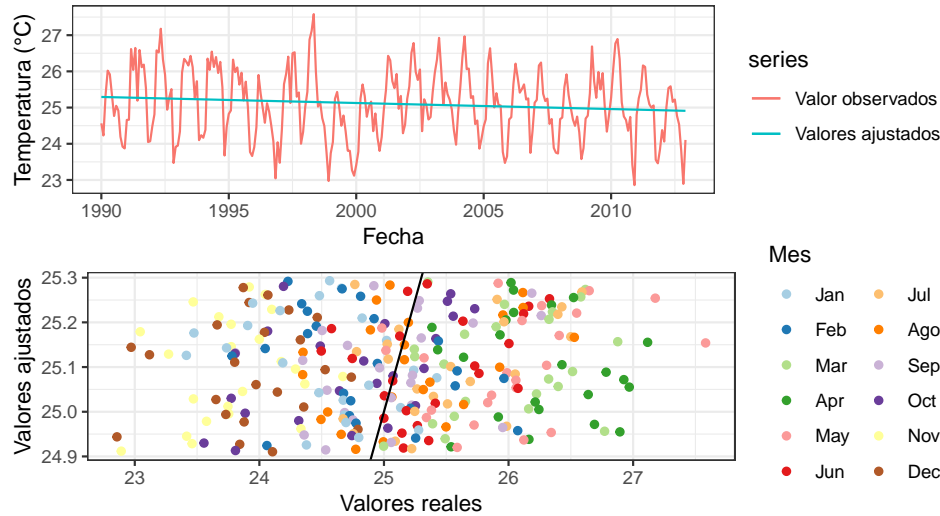 Temperatura (°C)
27
26
25
24
23
1990
1995
2000
2005
2010
Fecha
series
Valor observados
Valores ajustados
Valores ajustados
25.3
25.2
25.1
25.0
24.9
23
24
25
26
27
Valores reales
Mes
Jan
Jul
Feb
Ago
Mar
Sep
Apr
Oct
May
Nov
Jun
Dec